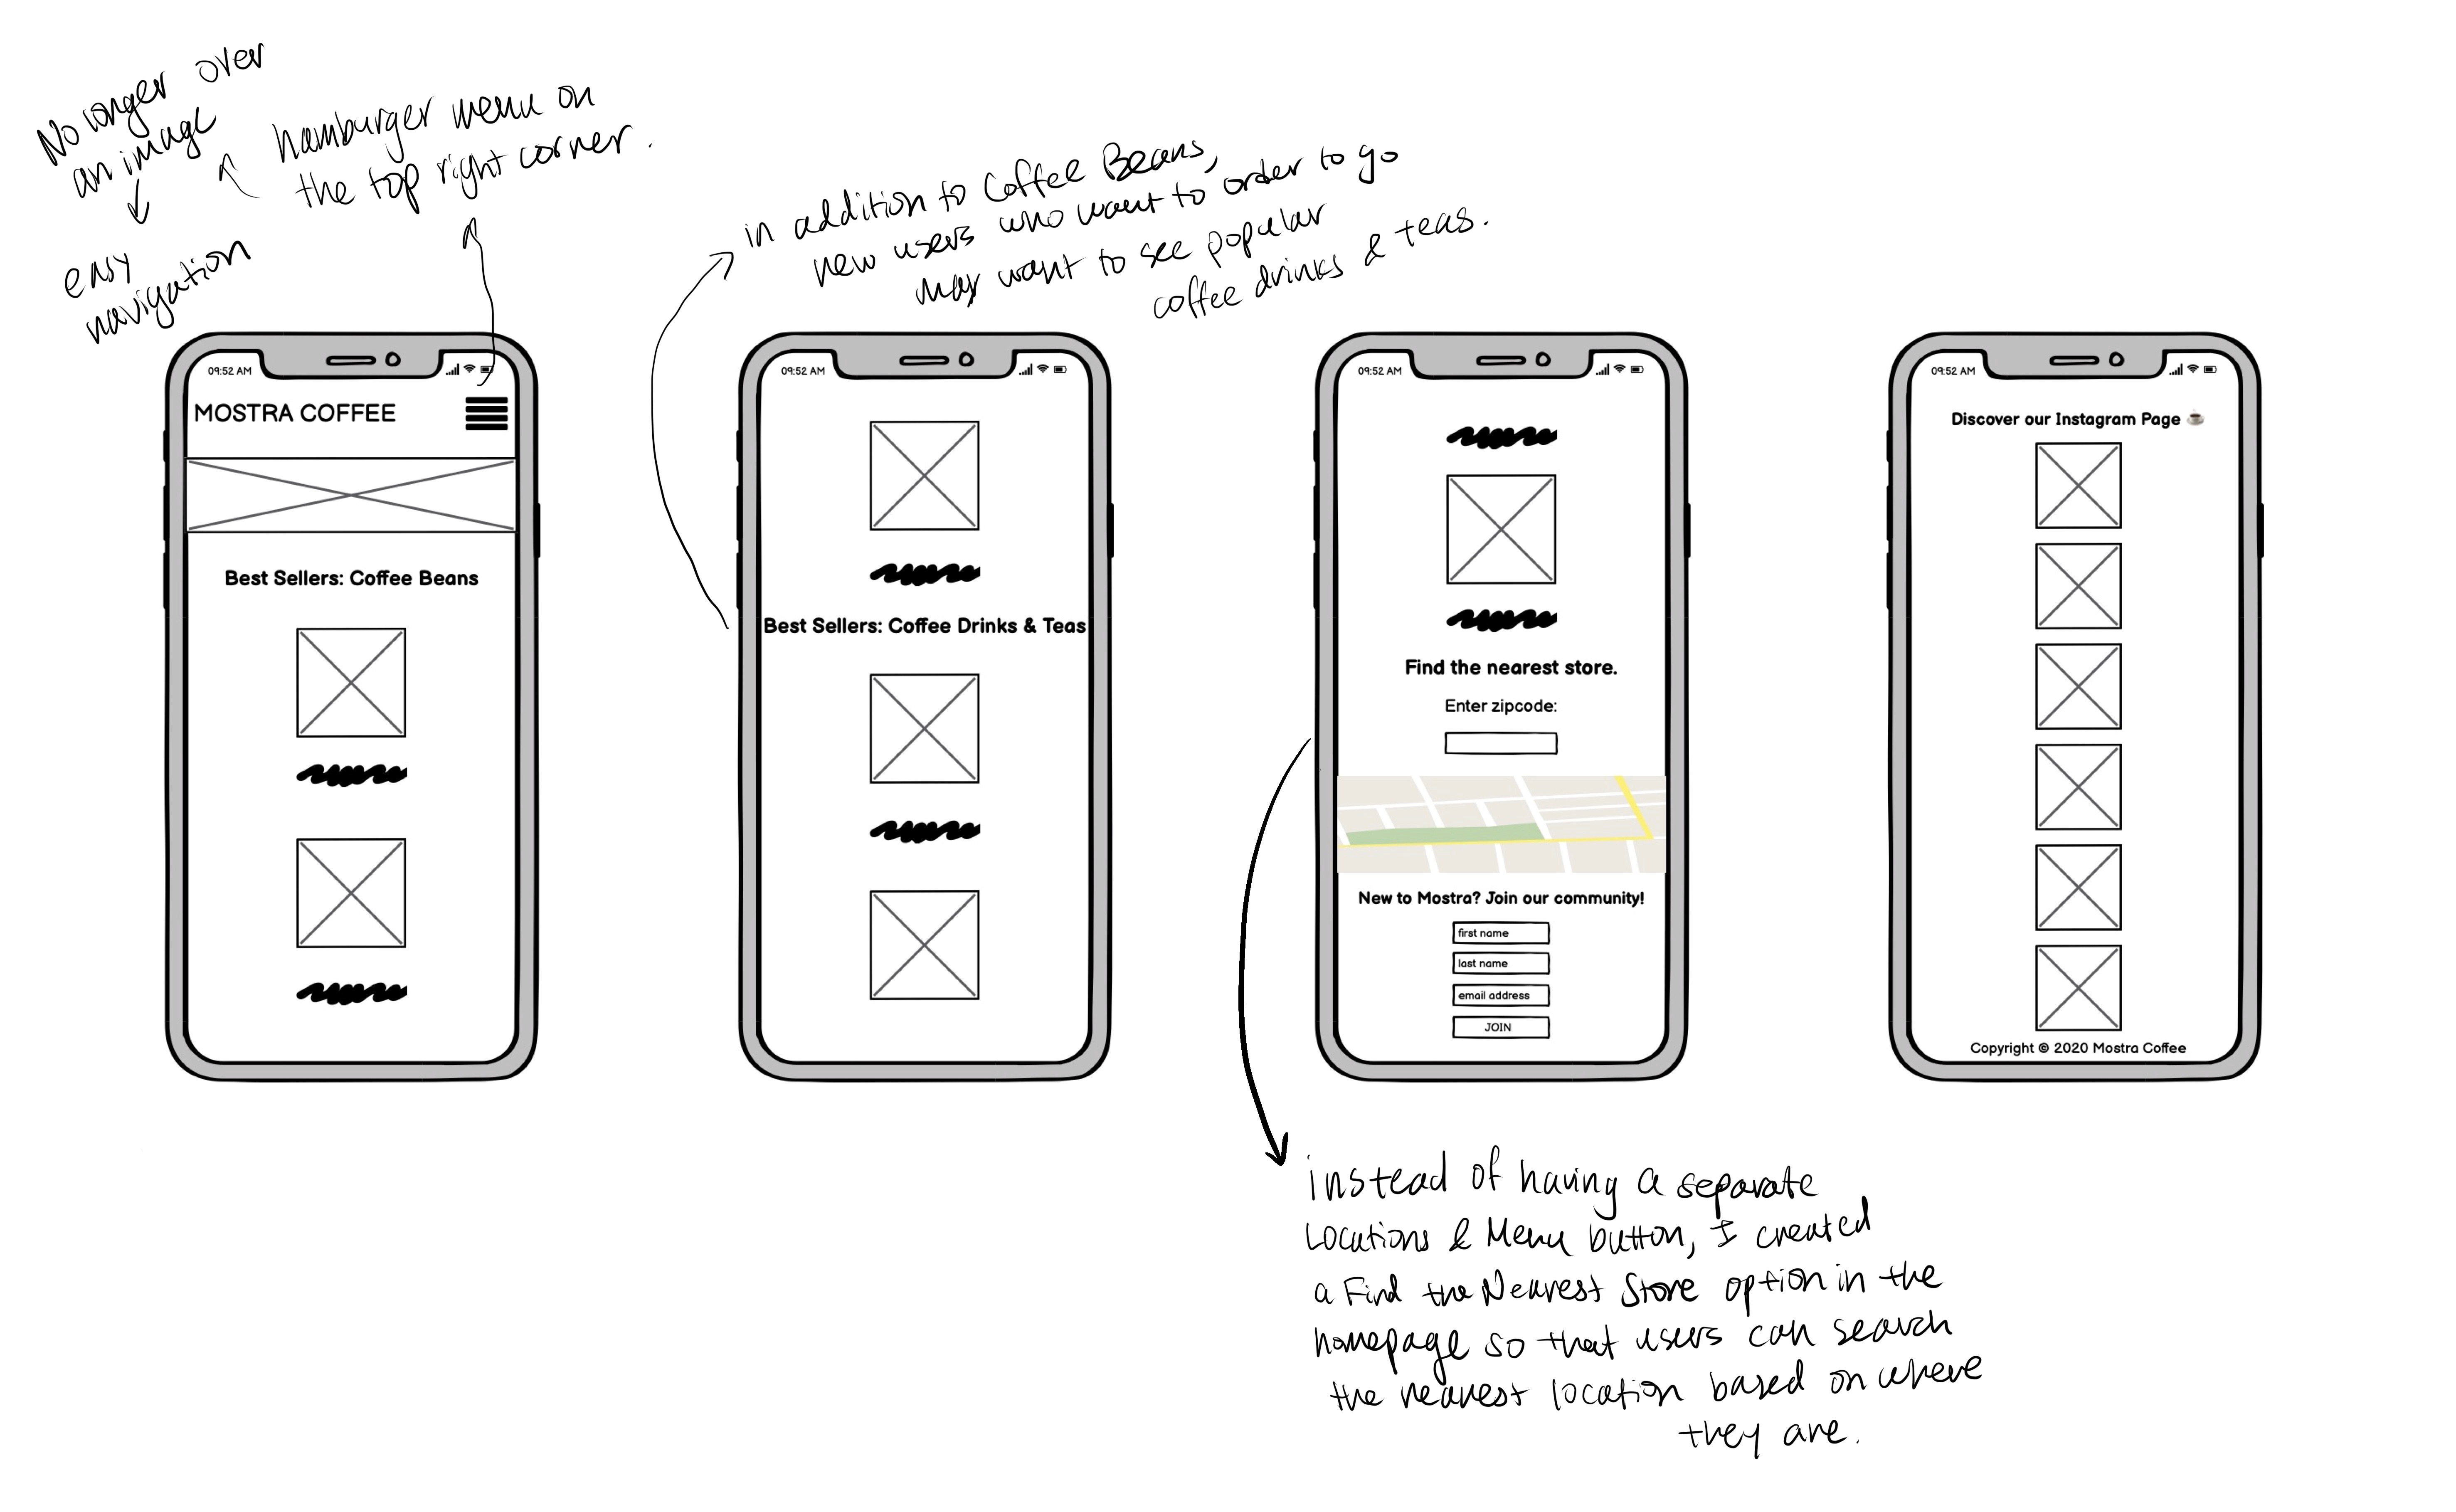 No longer over
an image
easy
navigation
hamburger menu on
the top right corner.
in addition to Coffee Beans,
new users who want to order to go
may want to see popular
coffee drinks & teas.
09:52 AM
MOSTRA COFFEE
Best Sellers: Coffee Beans
09:52 AM
Best Sellers: Coffee Drinks & Teas
09:52 AM
Find the nearest store.
Enter zipcode:
New to Mostra? Join our community!
first name
last name
email address
JOIN
09:52 AM
Discover our Instagram Page ☕
Copyright © 2020 Mostra Coffee
instead of having a separate
Locations & Menu button, I created
a Find the Nearest Store option in the
homepage so that users can search
the nearest location based on where
they are.